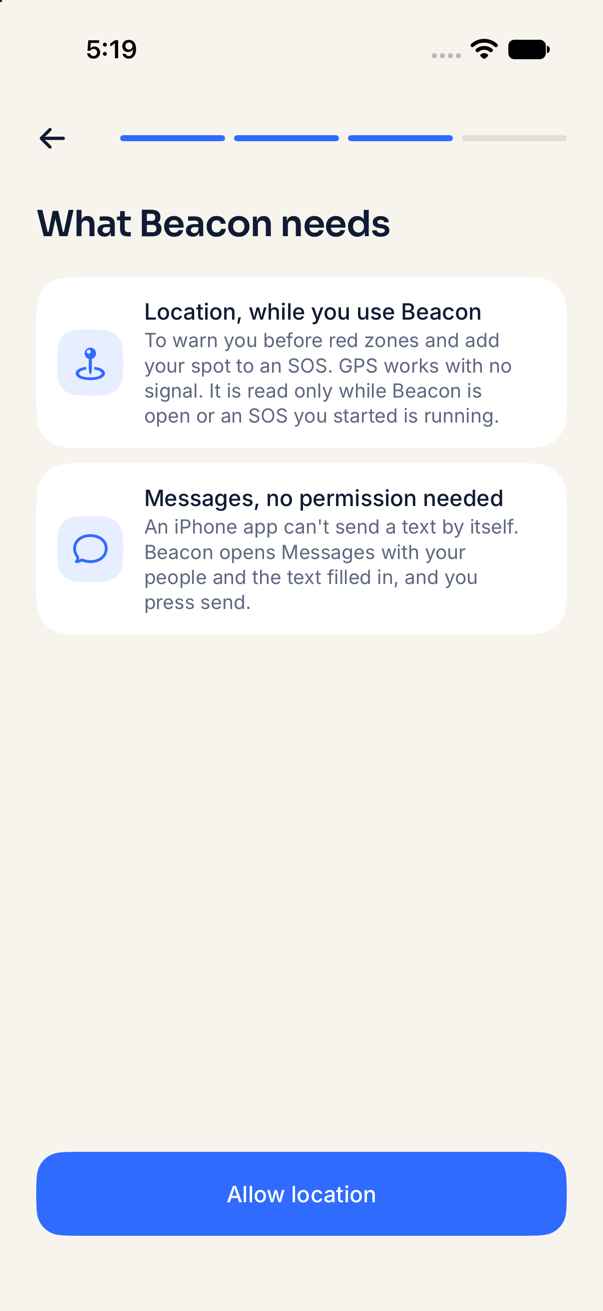 5:19
What Beacon needs
Location, while you use Beacon
To warn you before red zones and add
your spot to an SOS. GPS works with no
signal. It is read only while Beacon is
open or an SOS you started is running.
Messages, no permission needed
An iPhone app can't send a text by itself.
Beacon opens Messages with your
people and the text filled in, and you
press send.
Allow location